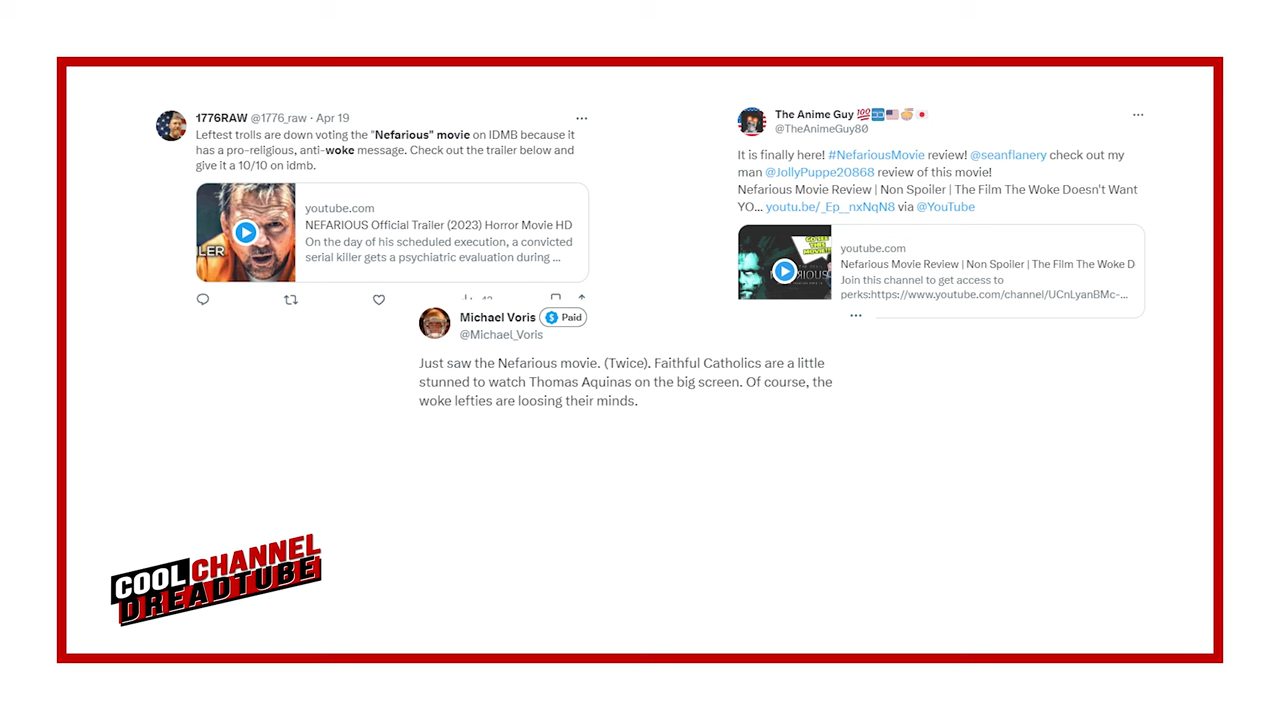 1776RAW @1776_raw · Apr 19
Leftest trolls are down voting the "Nefarious" movie on IDMB because it
has a pro-religious, anti-woke message. Check out the trailer below and
give it a 10/10 on idmb.
LER
youtube.com
NEFARIOUS Official Trailer (2023) Horror Movie HD
On the day of his scheduled execution, a convicted
serial killer gets a psychiatric evaluation during ...
The Anime Guy 💯
@TheAnimeGuy80
It is finally here! #NefariousMovie review! @seanflanery check out my
man @JollyPuppe20868 review of this movie!
Nefarious Movie Review | Non Spoiler | The Film The Woke Doesn't Want
YO... youtu.be/_Ep__nxNqN8 via @YouTube
GO SEE
THIS
MOVIE!!
youtube.com
Nefarious Movie Review | Non Spoiler | The Film The Woke D
Join this channel to get access to
perks:https://www.youtube.com/channel/UCnLyanBMc-...
Michael Voris Paid
@Michael_Voris
Just saw the Nefarious movie. (Twice). Faithful Catholics are a little
stunned to watch Thomas Aquinas on the big screen. Of course, the
woke lefties are loosing their minds.
COOL CHANNEL
DREADTUBE